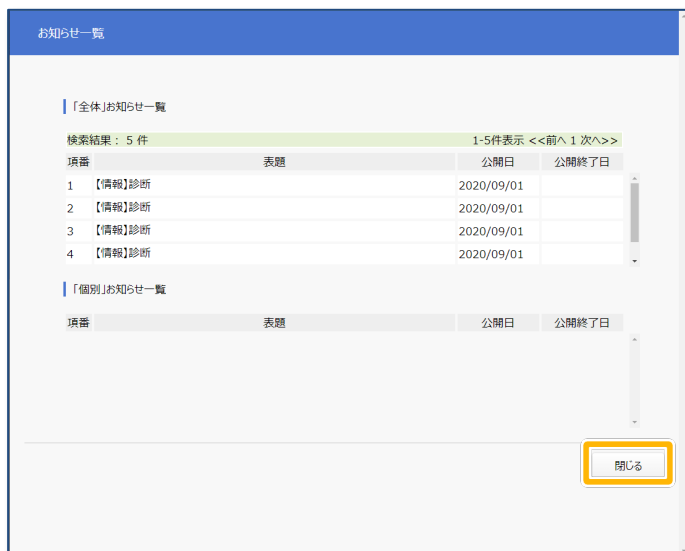 お知らせ一覧
「全体」お知らせ一覧
検索結果： 5 件 1-5件表示 <<前へ 1 次へ>>
項番 表題 公開日 公開終了日
1 【情報】診断 2020/09/01
2 【情報】診断 2020/09/01
3 【情報】診断 2020/09/01
4 【情報】診断 2020/09/01
「個別」お知らせ一覧
項番 表題 公開日 公開終了日
閉じる